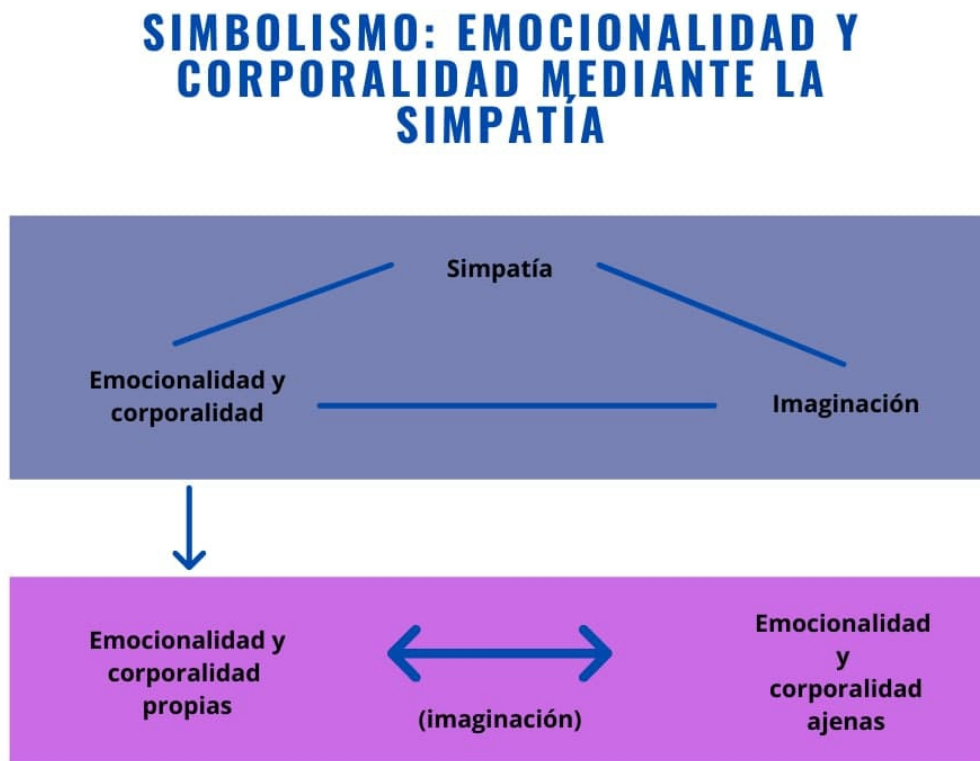 SIMBOLISMO: EMOCIONALIDAD Y
CORPORALIDAD MEDIANTE LA
SIMPATÍA
Simpatía
Emocionalidad y
corporalidad
Imaginación
Emocionalidad y
corporalidad
propias
(imaginación)
Emocionalidad
y
corporalidad
ajenas